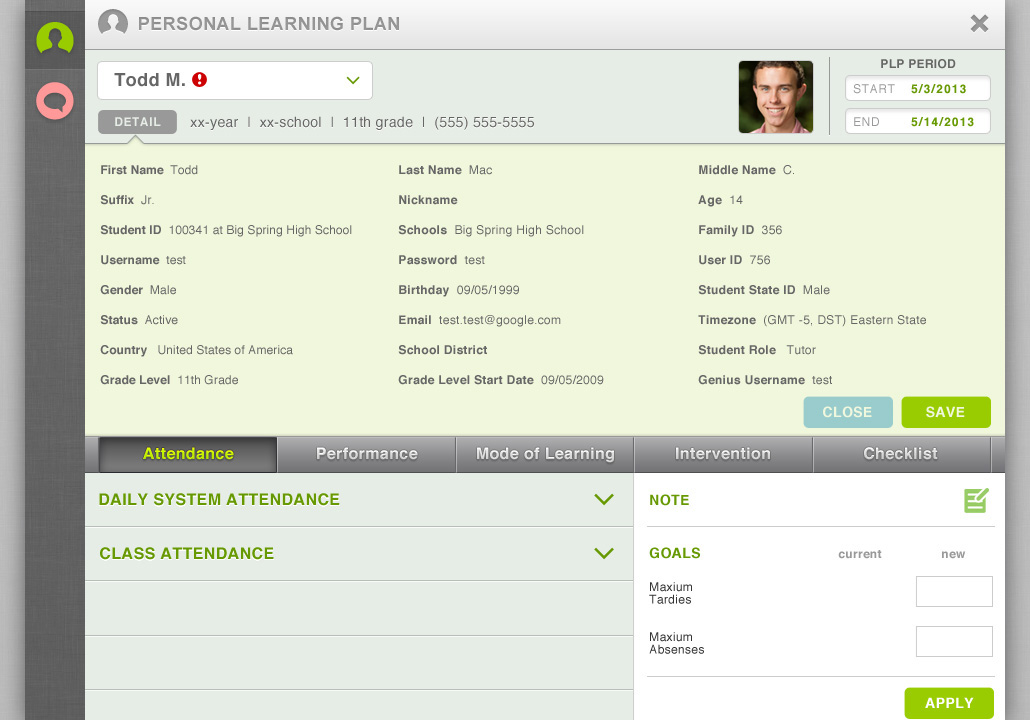 PERSONAL LEARNING PLAN
Todd M.
PLP PERIOD
START 5/3/2013
END 5/14/2013
DETAIL xx-year | xx-school | 11th grade | (555) 555-5555
First Name Todd Last Name Mac Middle Name C.
Suffix Jr. Nickname Age 14
Student ID 100341 at Big Spring High School Schools Big Spring High School Family ID 356
Username test Password test User ID 756
Gender Male Birthday 09/05/1999 Student State ID Male
Status Active Email test.test@google.com Timezone (GMT -5, DST) Eastern State
Country United States of America School District Student Role Tutor
Grade Level 11th Grade Grade Level Start Date 09/05/2009 Genius Username test
CLOSE SAVE
Attendance Performance Mode of Learning Intervention Checklist
DAILY SYSTEM ATTENDANCE
CLASS ATTENDANCE
NOTE
GOALS current new
Maxium
Tardies
Maxium
Absenses
APPLY